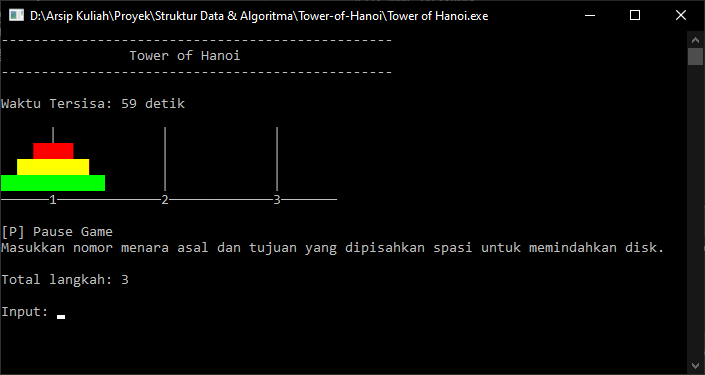 D:\Arsip Kuliah\Proyek\Struktur Data & Algoritma\Tower-of-Hanoi\Tower of Hanoi.exe
-------------------------------------------------
Tower of Hanoi
-------------------------------------------------
Waktu Tersisa: 59 detik
1 2 3
[P] Pause Game
Masukkan nomor menara asal dan tujuan yang dipisahkan spasi untuk memindahkan disk.
Total langkah: 3
Input: